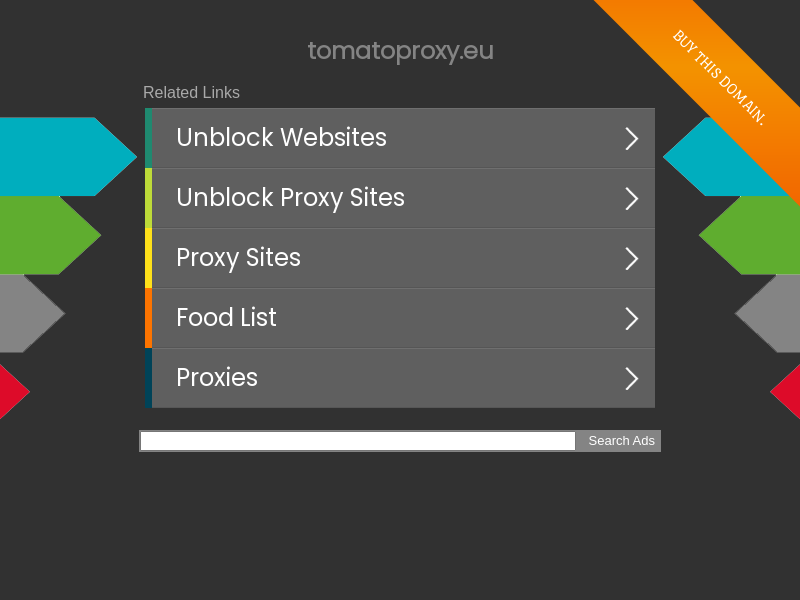 tomatoproxy.eu
BUY THIS DOMAIN.
Related Links
Unblock Websites
Unblock Proxy Sites
Proxy Sites
Food List
Proxies
Search Ads